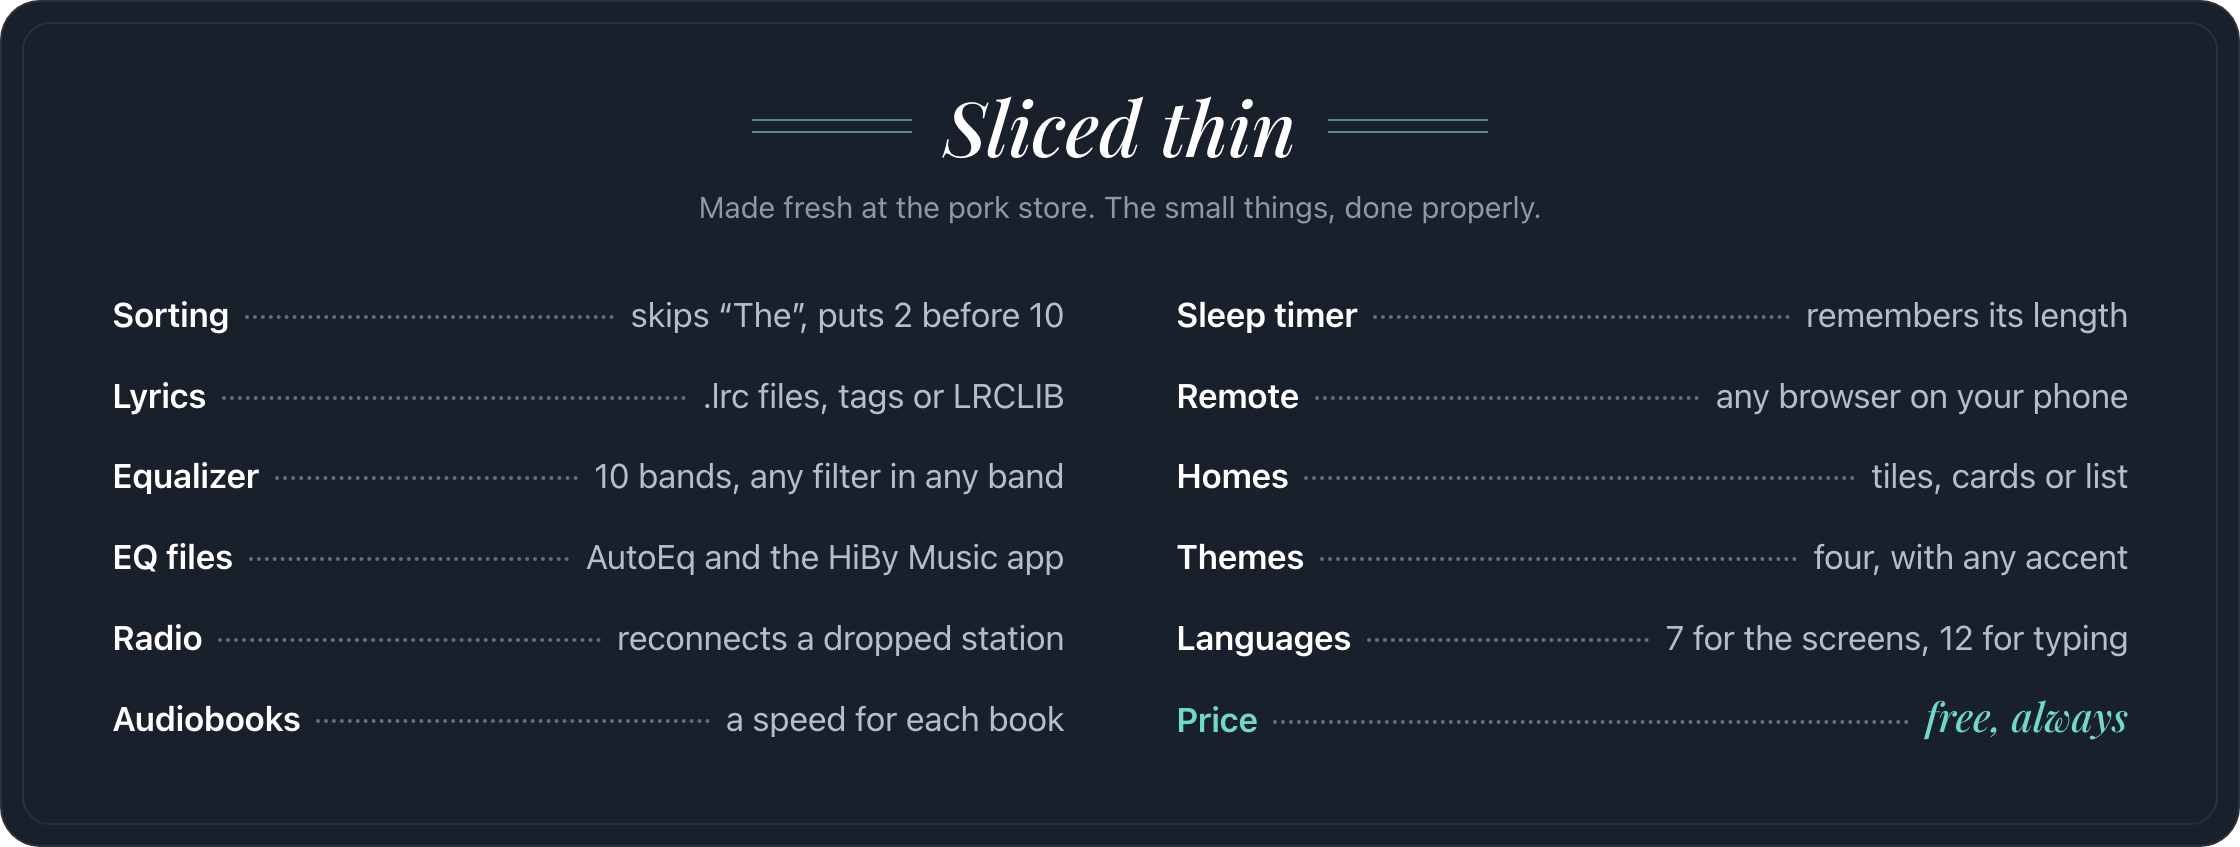 Sliced thin
Made fresh at the pork store. The small things, done properly.
Sorting skips “The”, puts 2 before 10
Lyrics .lrc files, tags or LRCLIB
Equalizer 10 bands, any filter in any band
EQ files AutoEq and the HiBy Music app
Radio reconnects a dropped station
Audiobooks a speed for each book
Sleep timer remembers its length
Remote any browser on your phone
Homes tiles, cards or list
Themes four, with any accent
Languages 7 for the screens, 12 for typing
Price free, always